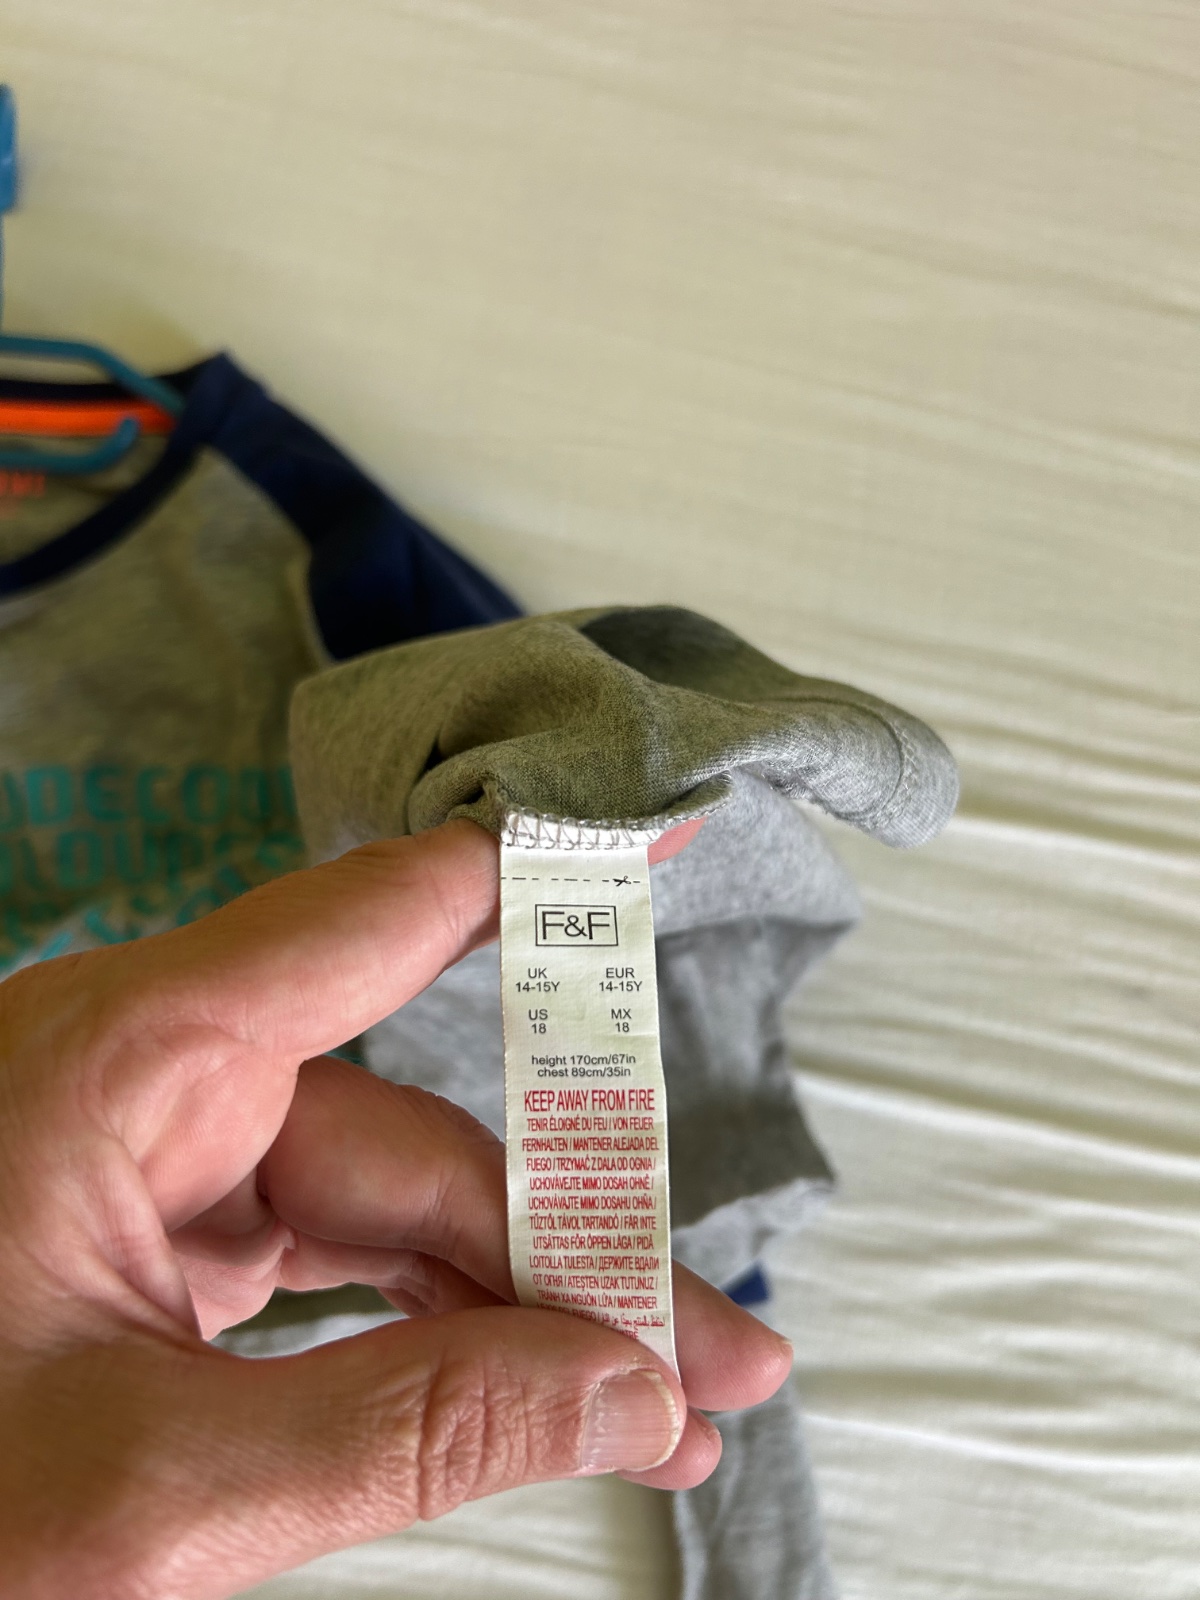 F&F
UK EUR
14-15Y 14-15Y
US MX
18 18
height 170cm/67in
chest 89cm/35in
KEEP AWAY FROM FIRE
TENIR ÉLOIGNÉ DU FEU / VON FEUER
FERNHALTEN / MANTENER ALEJADA DEL
FUEGO / TRZYMAĆ Z DALA OD OGNIA /
UCHOVÁVEJTE MIMO DOSAH OHNĚ /
UCHOVÁVAJTE MIMO DOSAHU OHŇA /
TŰZTŐL TÁVOL TARTANDÓ / FÅR INTE
UTSÄTTAS FÖR ÖPPEN LÅGA / PIDÄ
LOITOLLA TULESTA / ДЕРЖИТЕ ВДАЛИ
ОТ ОГНЯ / ATEŞTEN UZAK TUTUNUZ /
TRÁNH XA NGUỒN LỬA / MANTENER